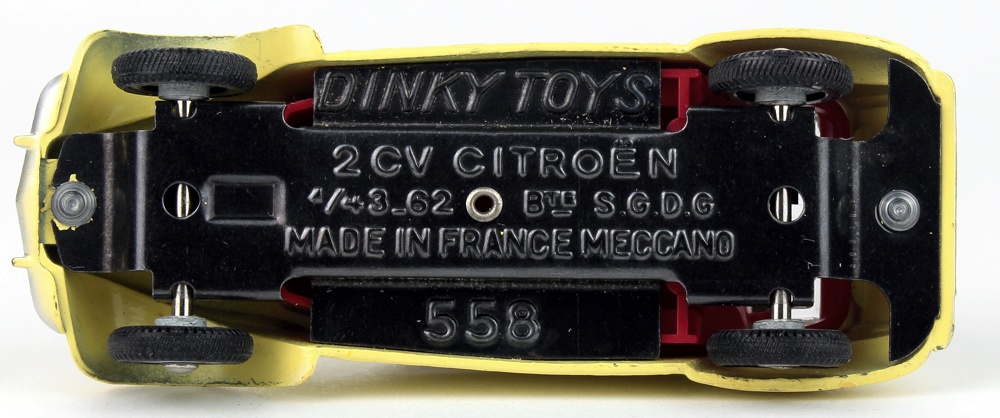 DINKY TOYS
2 CV CITROËN
1/43_62 BTE S.G.D.G
MADE IN FRANCE MECCANO
558